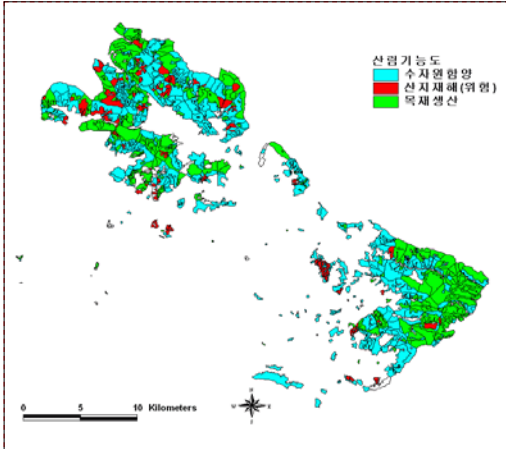 산림기능도
수자원함양
산지재해(위험)
목재생산
0 5 10 Kilometers
N
W E
S